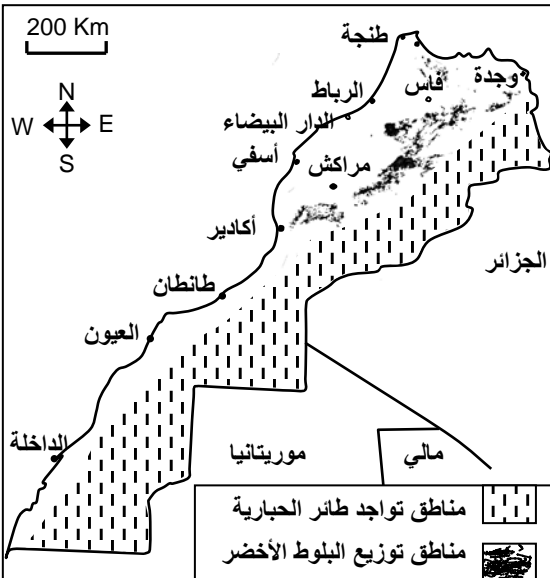 200 Km
N
W E
S
طنجة
وجدة
فاس
الرباط
الدار البيضاء
أسفي
مراكش
أكادير
الجزائر
طانطان
العيون
الداخلة
موريتانيا
مالي
مناطق تواجد طائر الحبارية
مناطق توزيع البلوط الأخضر